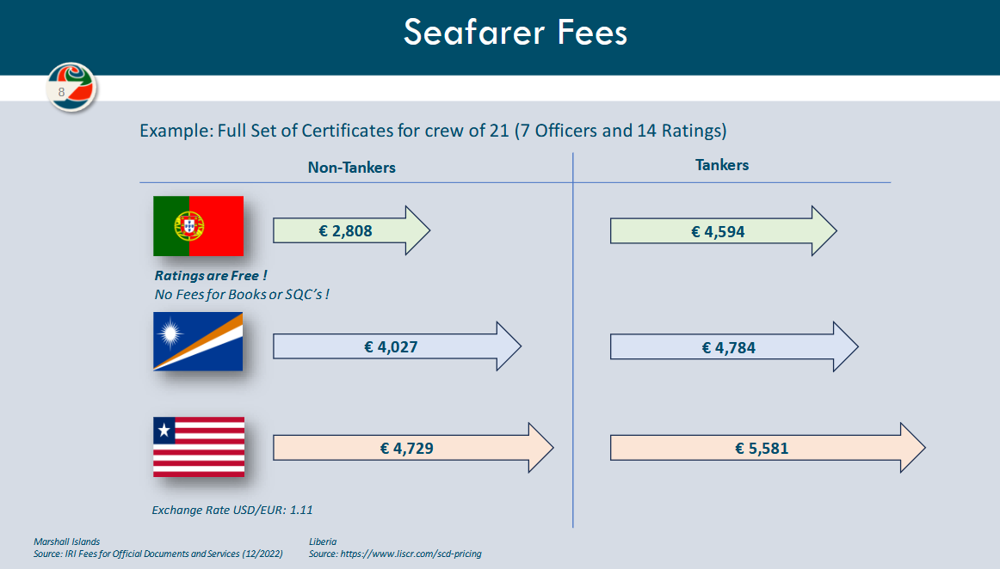 Seafarer Fees
8
Example: Full Set of Certificates for crew of 21 (7 Officers and 14 Ratings)
Non-Tankers
Tankers
€ 2,808
€ 4,594
Ratings are Free !
No Fees for Books or SQC’s !
€ 4,027
€ 4,784
€ 4,729
€ 5,581
Exchange Rate USD/EUR: 1.11
Marshall Islands
Source: IRI Fees for Official Documents and Services (12/2022)
Liberia
Source: https://www.liscr.com/scd-pricing